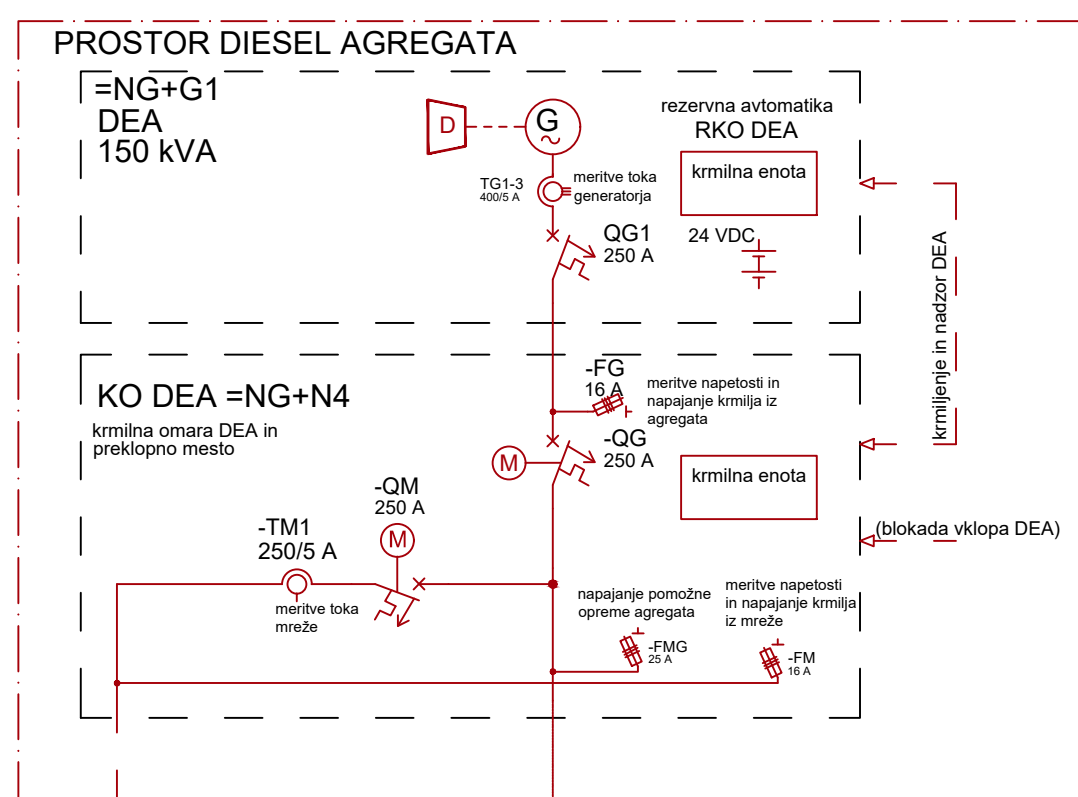 PROSTOR DIESEL AGREGATA
=NG+G1
DEA
150 kVA
D
G
rezervna avtomatika
RKO DEA
krmilna enota
TG1-3
400/5 A
meritve toka
generatorja
QG1
250 A
24 VDC
krmiljenje in nadzor DEA
KO DEA =NG+N4
krmilna omara DEA in
preklopno mesto
-FG
16 A
meritve napetosti in
napajanje krmilja iz
agregata
-QG
250 A
M
krmilna enota
-QM
250 A
M
-TM1
250/5 A
meritve toka
mreže
(blokada vklopa DEA)
napajanje pomožne
opreme agregata
-FMG
25 A
meritve napetosti
in napajanje krmilja
iz mreže
-FM
16 A